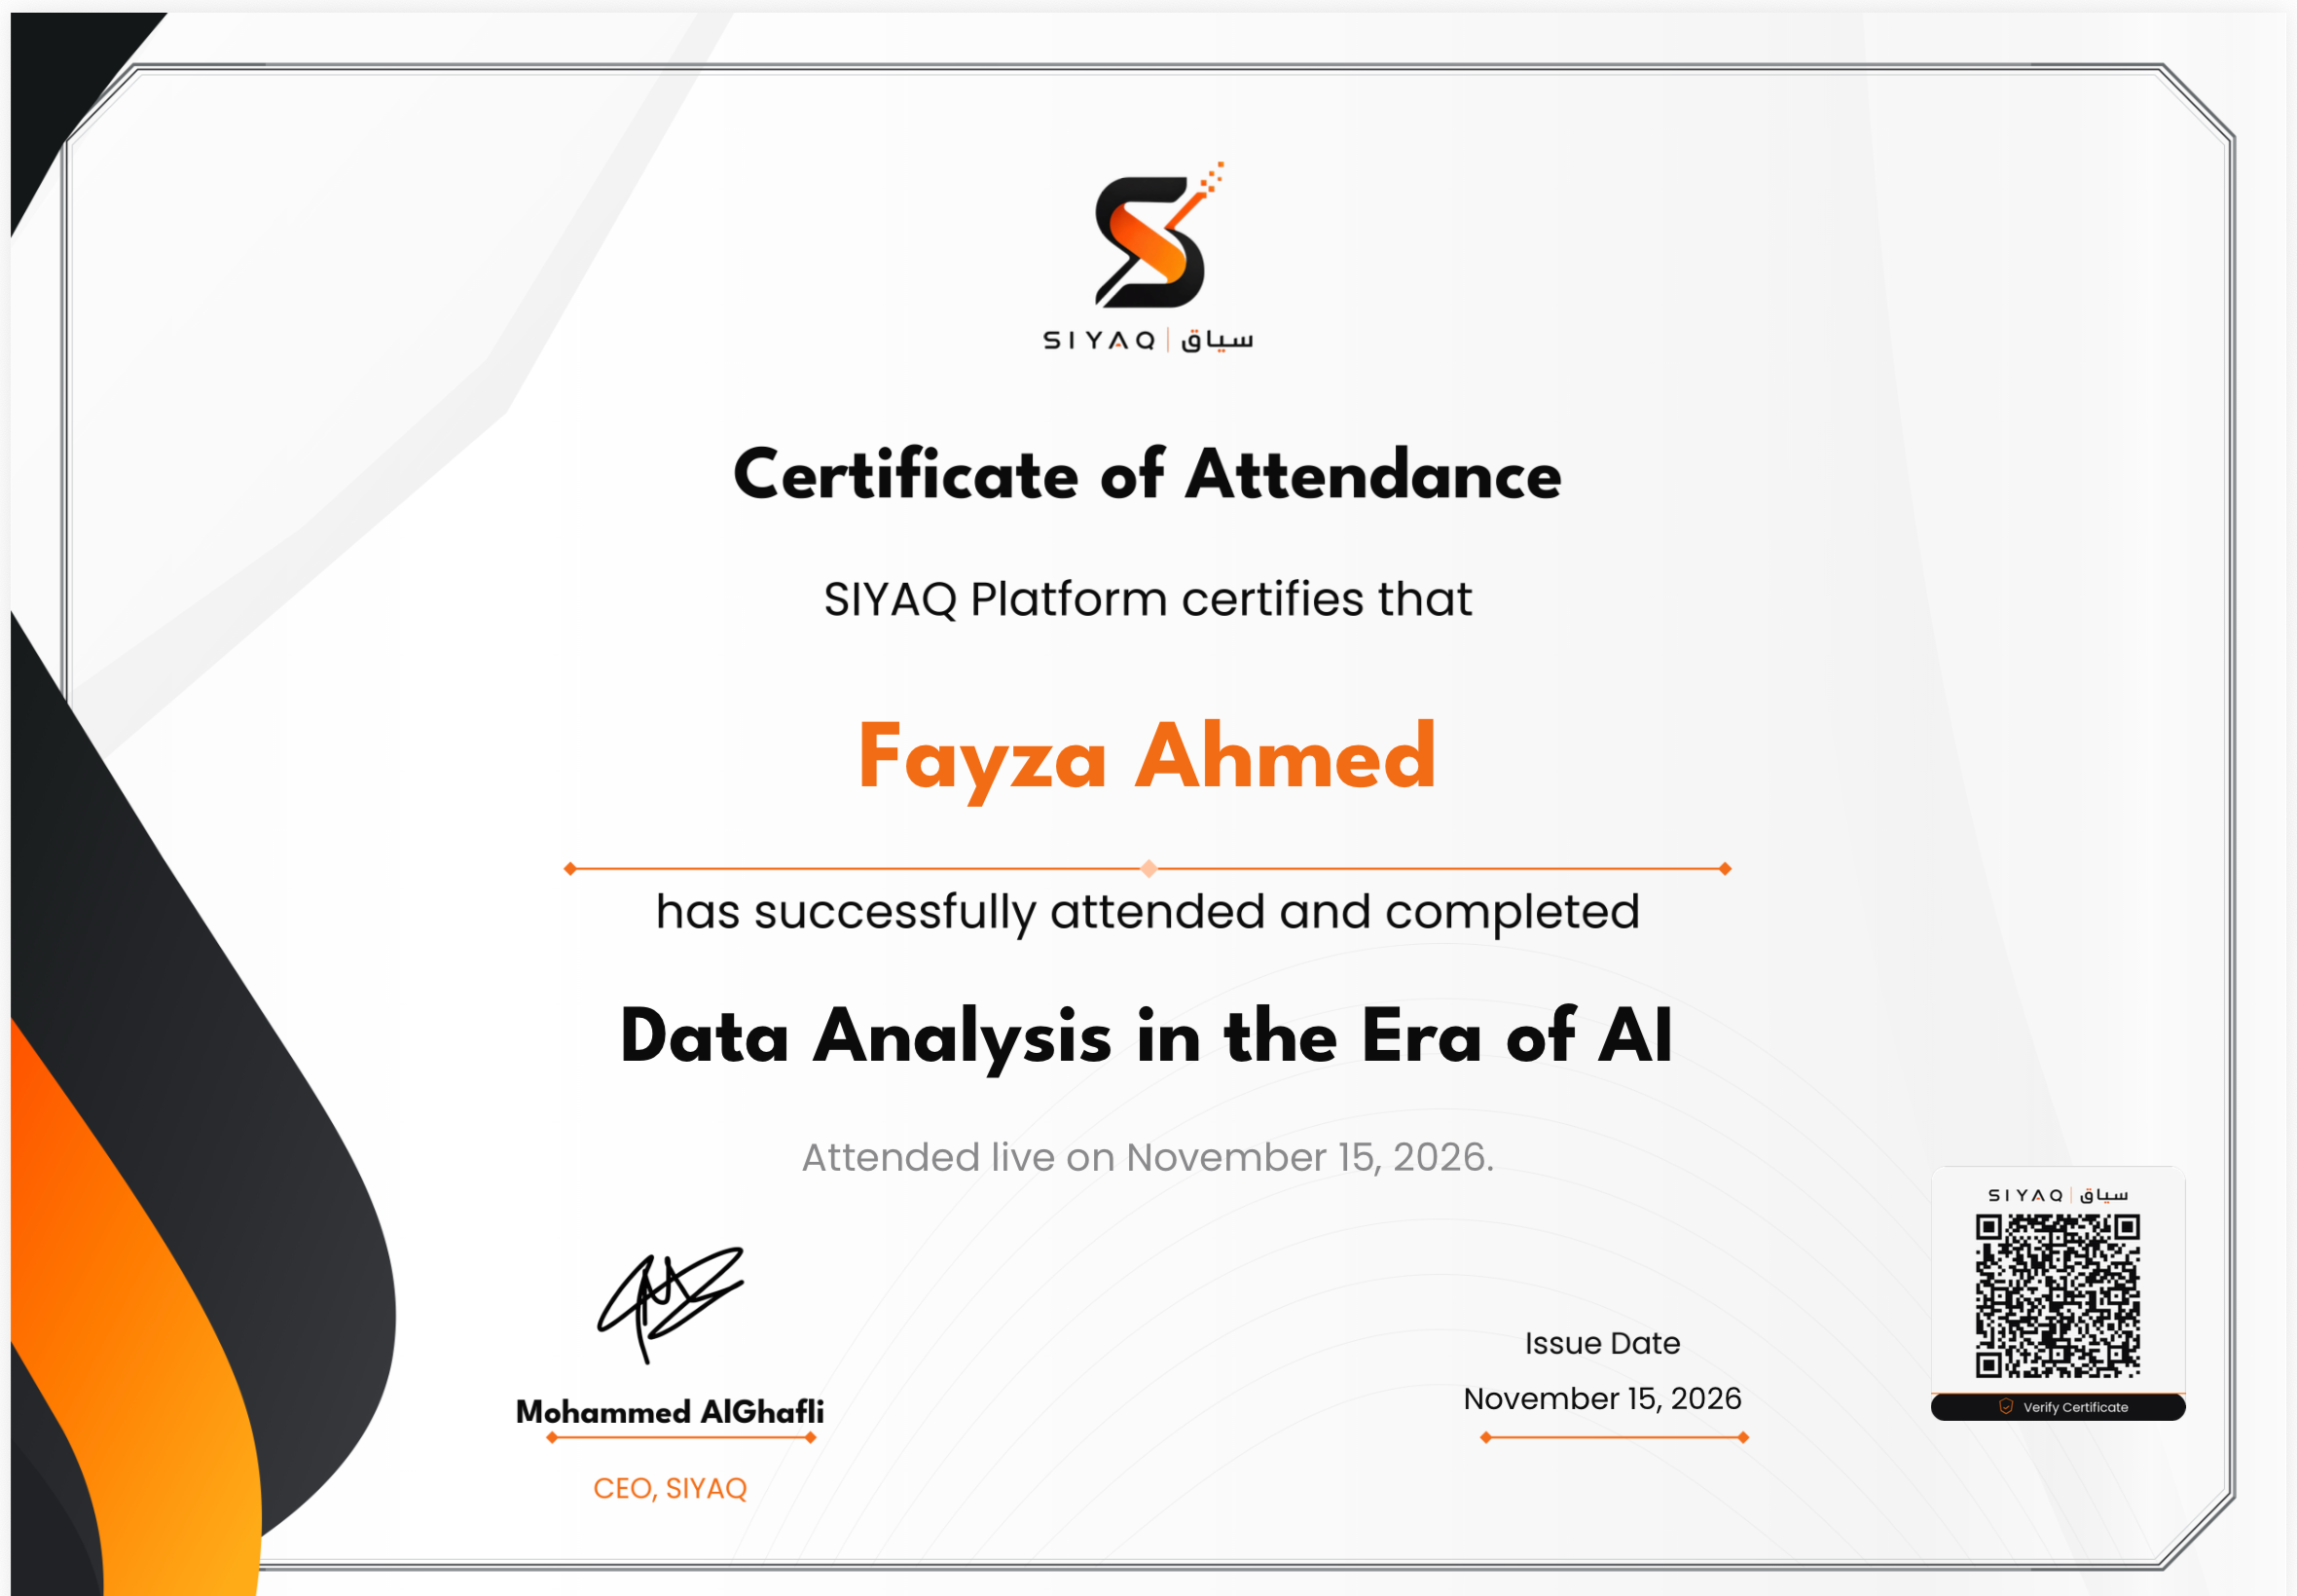 SIYAQ | سياق
Certificate of Attendance
SIYAQ Platform certifies that
Fayza Ahmed
has successfully attended and completed
Data Analysis in the Era of AI
Attended live on November 15, 2026.
Mohammed AlGhafli
CEO, SIYAQ
Issue Date
November 15, 2026
SIYAQ | سياق
Verify Certificate